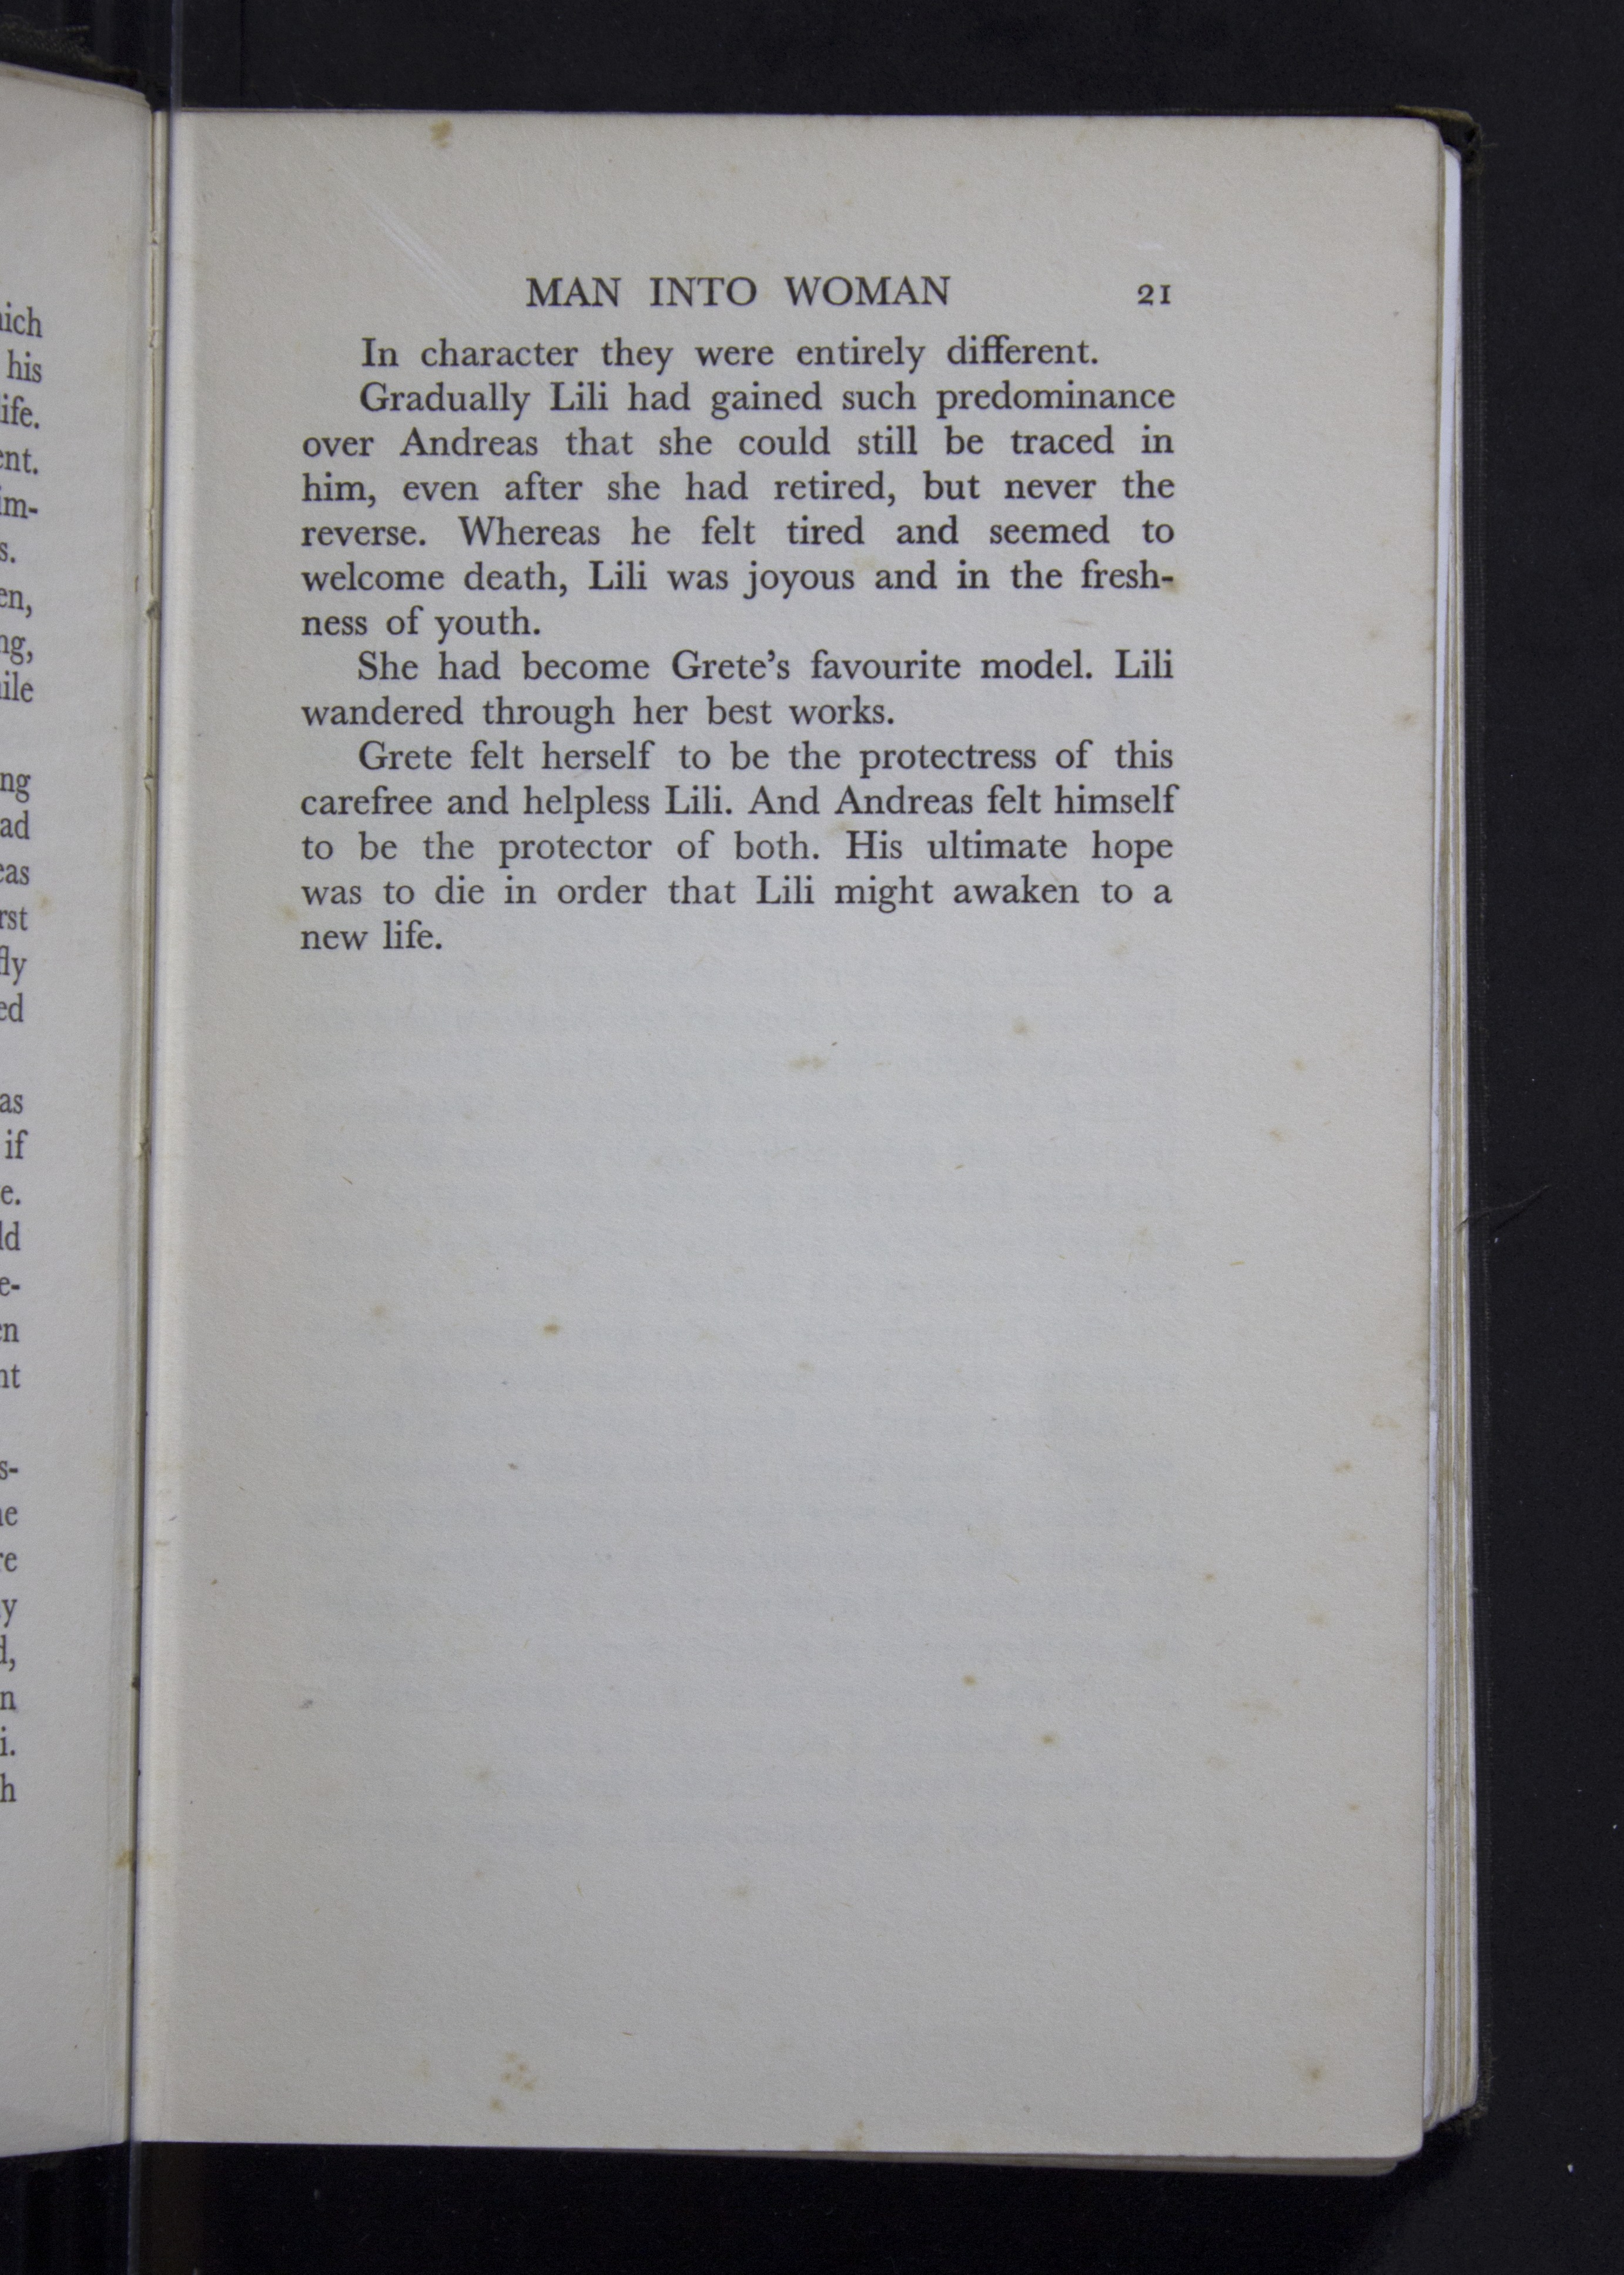 MAN INTO WOMAN 21
In character they were entirely different.
Gradually Lili had gained such predominance
over Andreas that she could still be traced in
him, even after she had retired, but never the
reverse. Whereas he felt tired and seemed to
welcome death, Lili was joyous and in the fresh-
ness of youth.
She had become Grete's favourite model. Lili
wandered through her best works.
Grete felt herself to be the protectress of this
carefree and helpless Lili. And Andreas felt himself
to be the protector of both. His ultimate hope
was to die in order that Lili might awaken to a
new life.